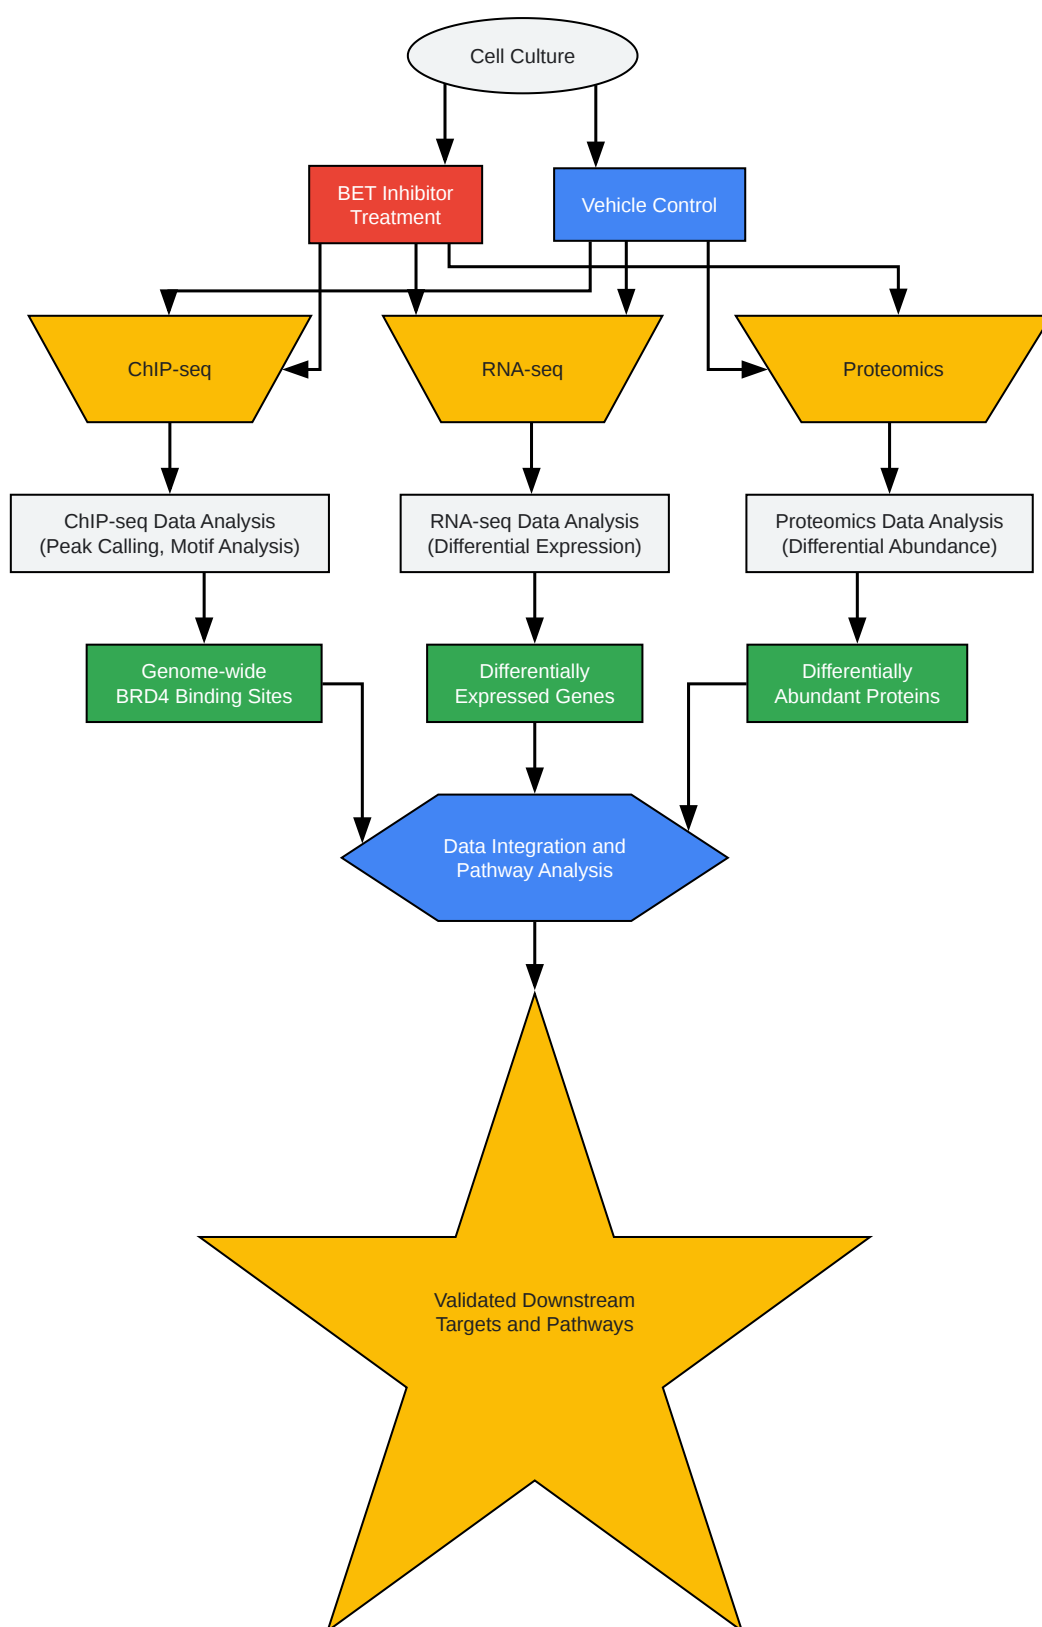 Cell Culture
BET Inhibitor
Treatment
Vehicle Control
ChIP-seq
RNA-seq
Proteomics
ChIP-seq Data Analysis
(Peak Calling, Motif Analysis)
RNA-seq Data Analysis
(Differential Expression)
Proteomics Data Analysis
(Differential Abundance)
Genome-wide
BRD4 Binding Sites
Differentially
Expressed Genes
Differentially
Abundant Proteins
Data Integration and
Pathway Analysis
Validated Downstream
Targets and Pathways